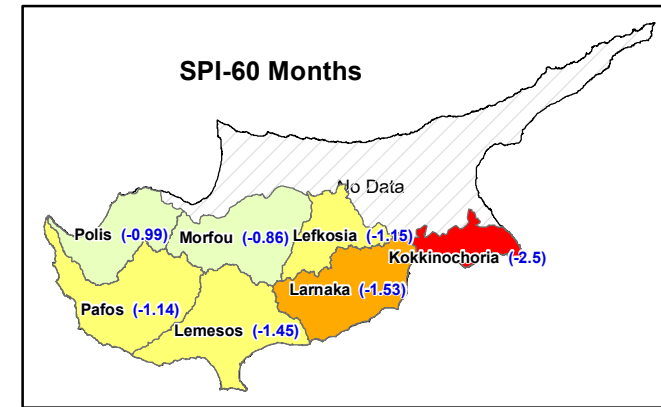 SPI-60 Months
No Data
Polis (-0.99)
Morfou (-0.86)
Lefkosia (-1.15)
Kokkinochoria (-2.5)
Larnaka (-1.53)
Pafos (-1.14)
Lemesos (-1.45)